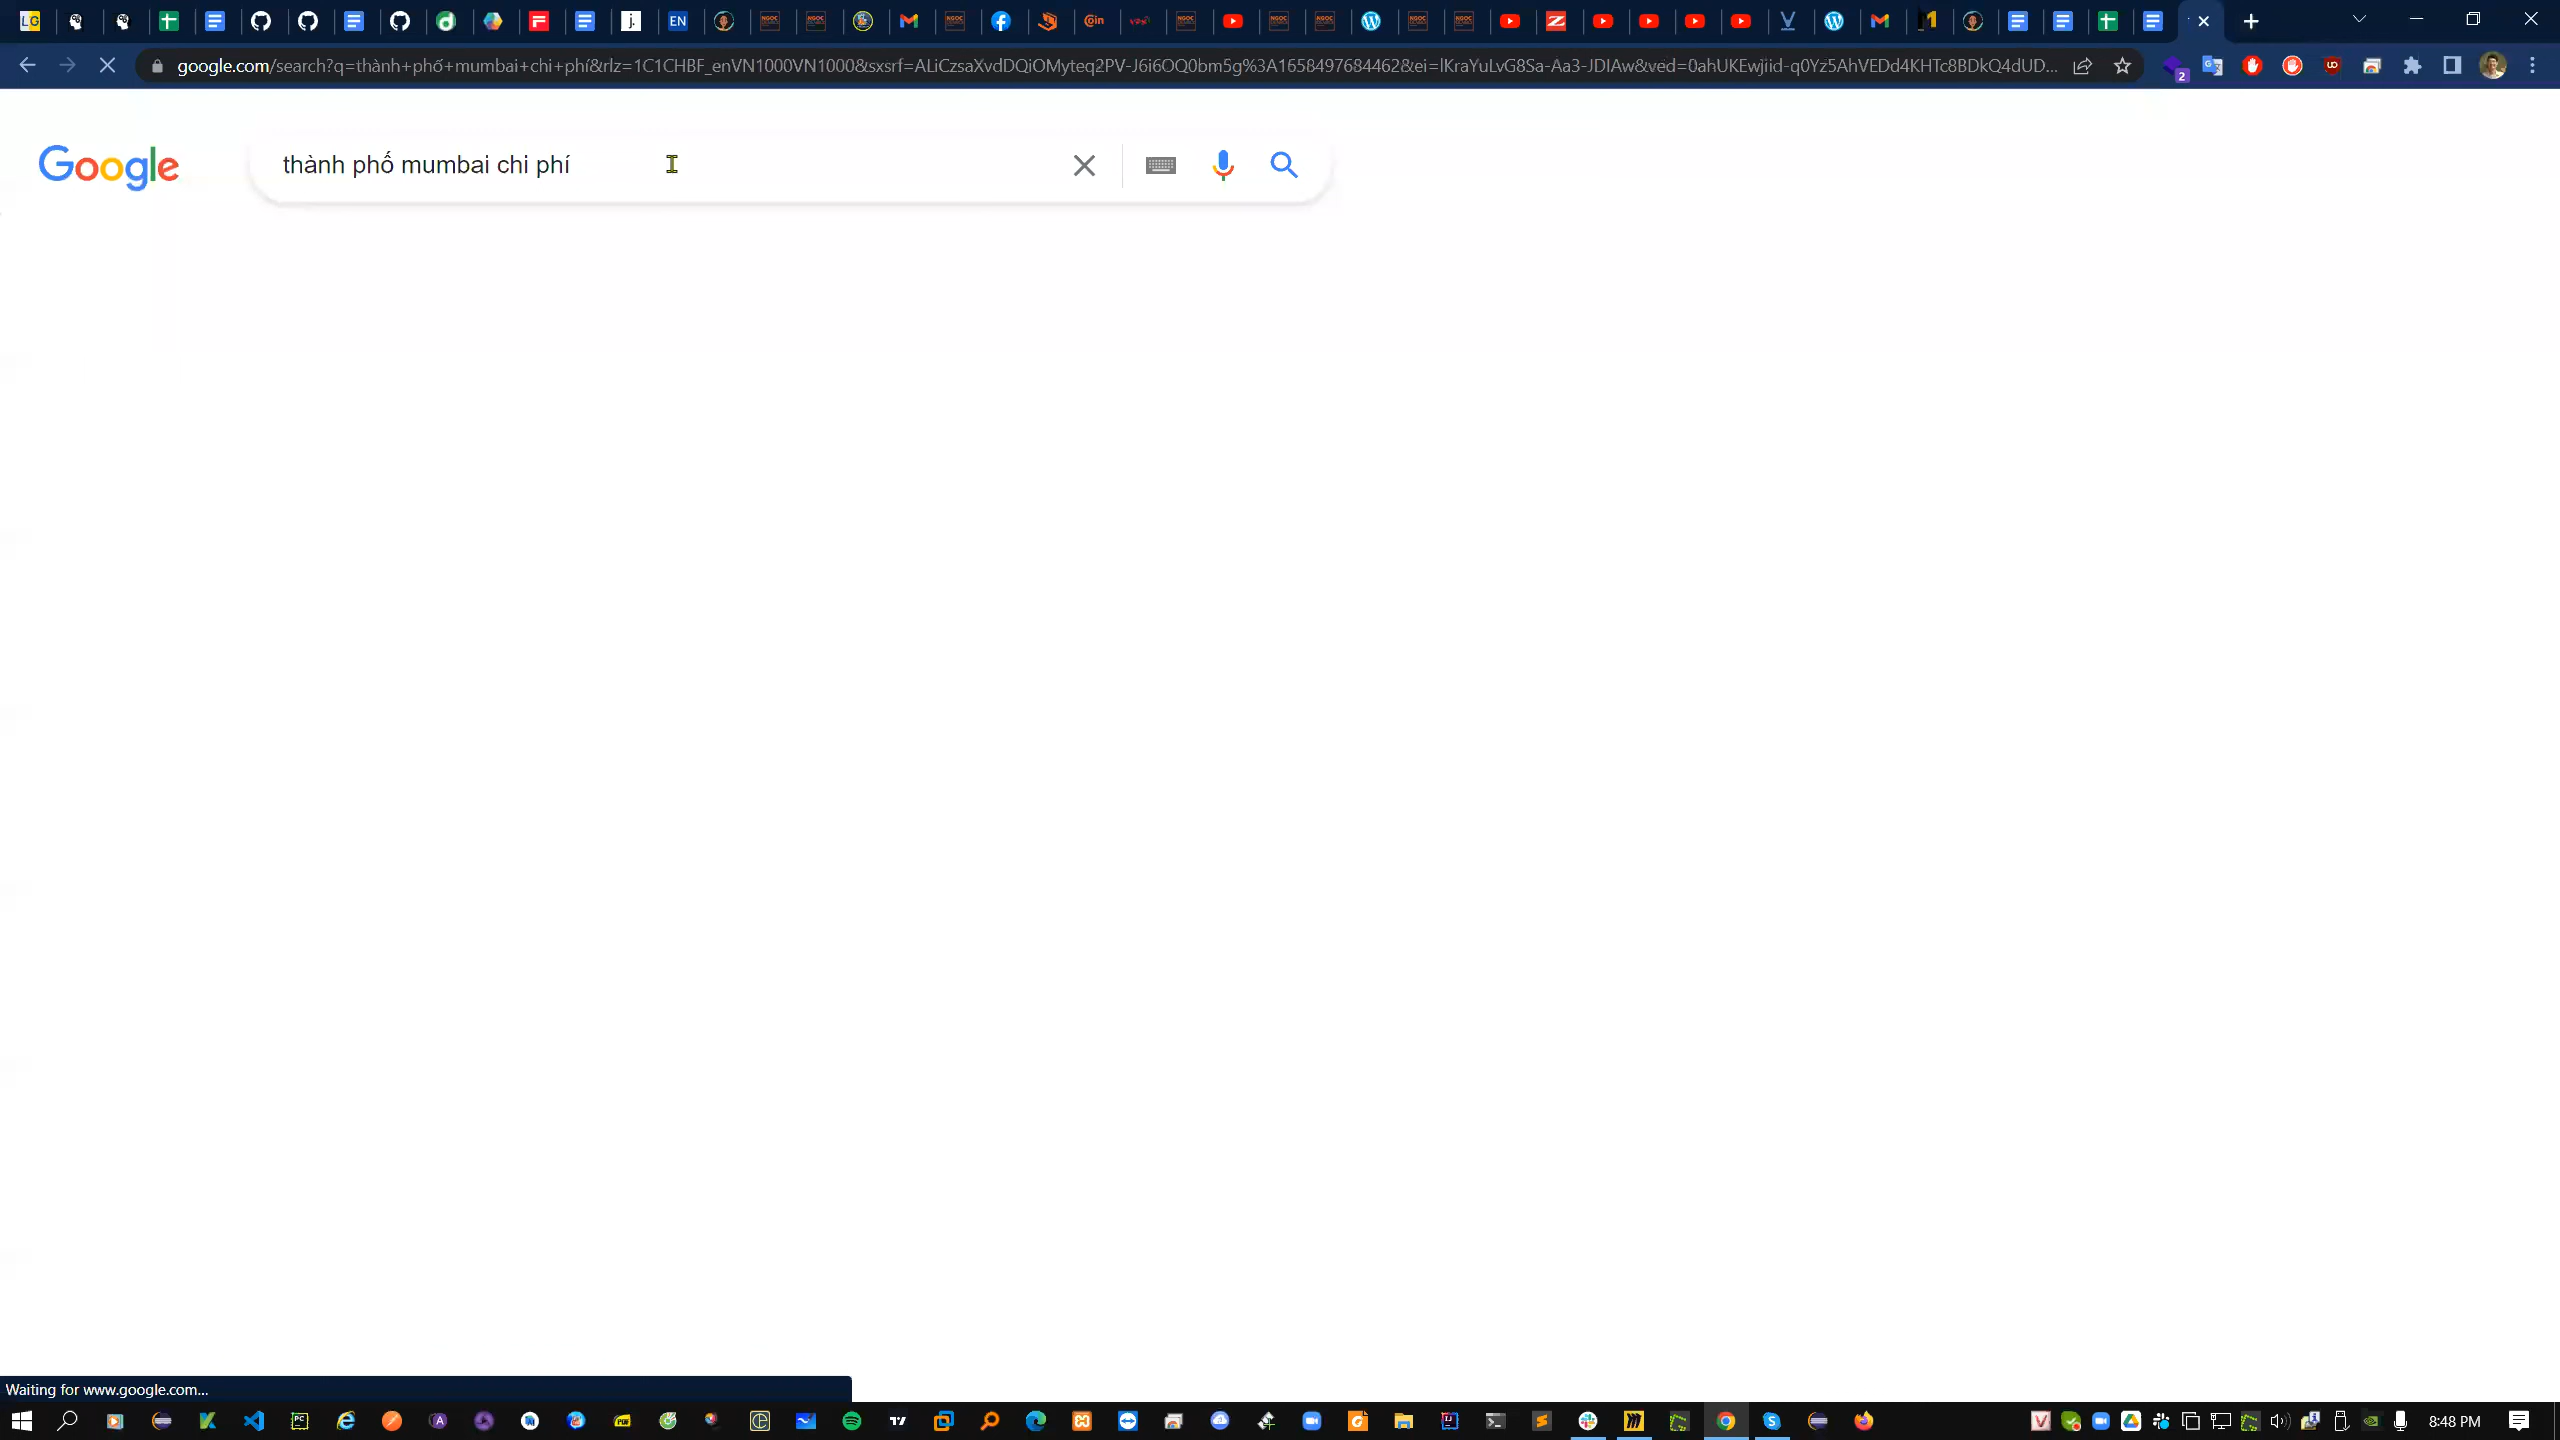 google.com/search?q=thành+phố+mumbai+chi+phí&rlz=1C1CHBF_enVN1000VN1000&sxsrf=ALiCzsaXvdDQiOMyteq2PV-J6i6OQ0bm5g%3A1658497684462&ei=lKraYuLvG8Sa-Aa3-JDIAw&ved=0ahUKEwjiid-q0Yz5AhVEDd4KHTc8BDkQ4dUD...
2
Google
thành phố mumbai chi phí
Waiting for www.google.com...
8:48 PM